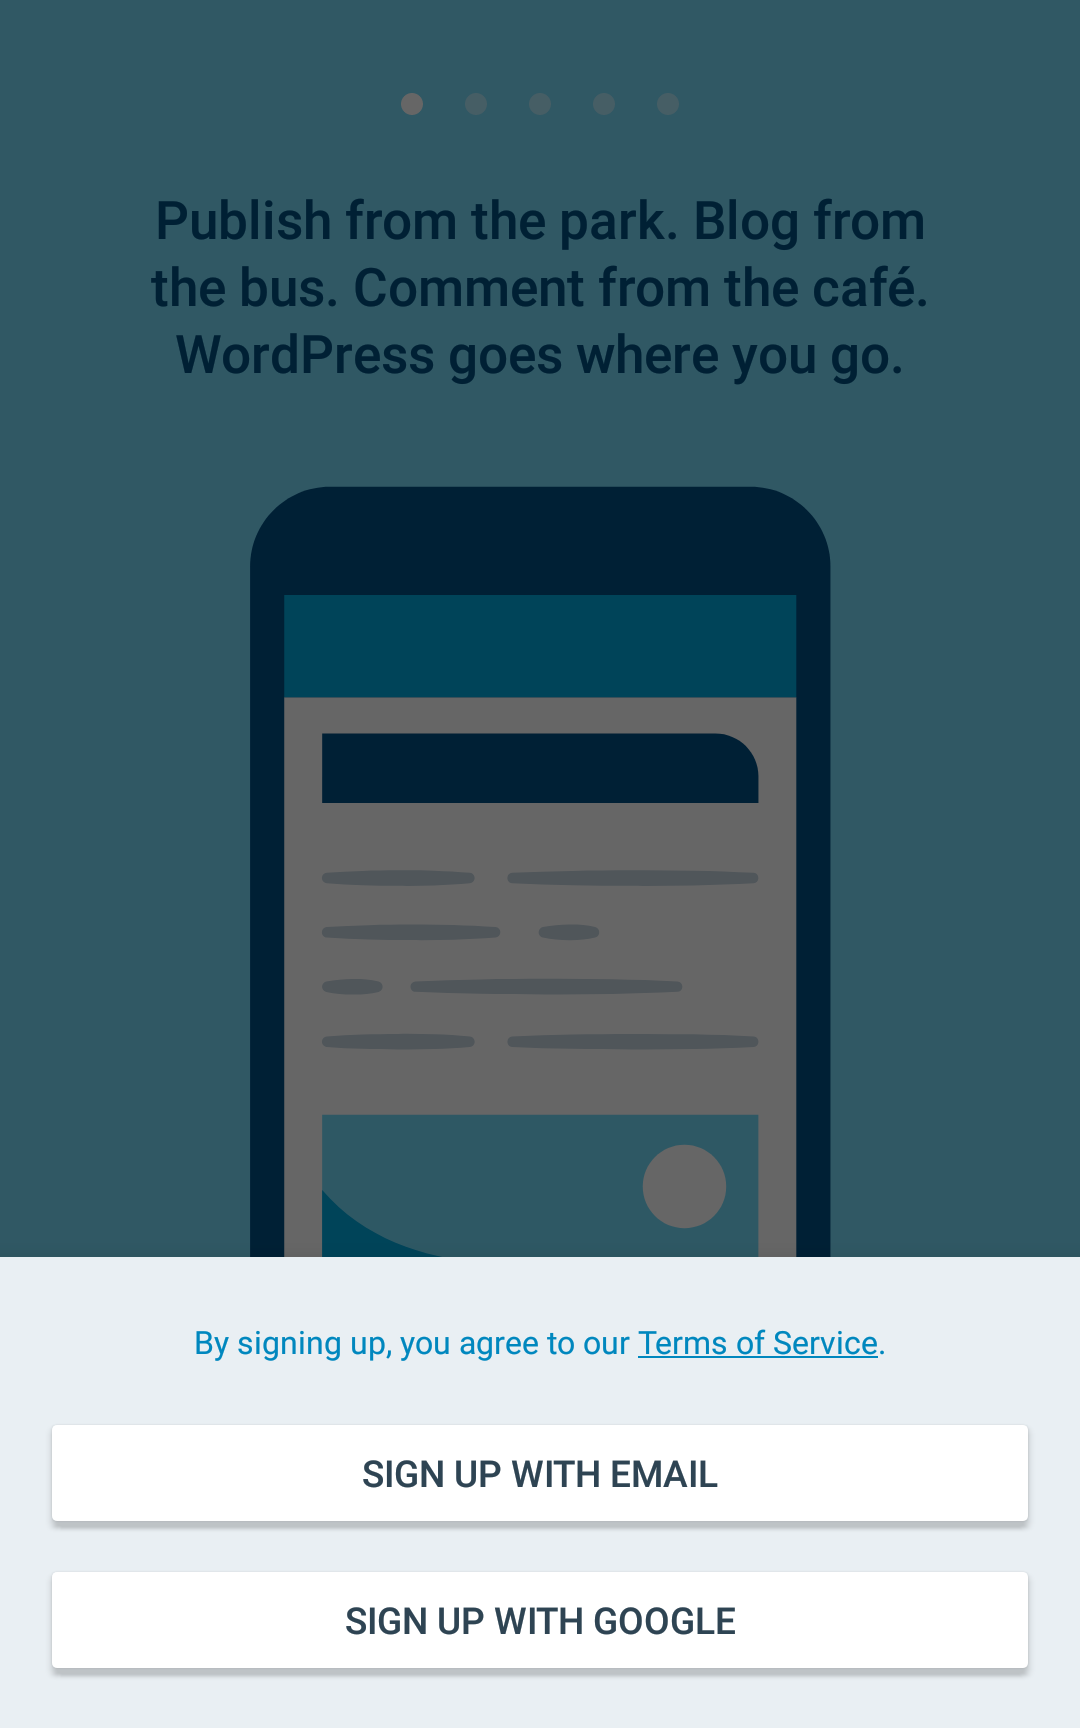 Publish from the park. Blog from
the bus. Comment from the café.
WordPress goes where you go.
By signing up, you agree to our Terms of Service.
SIGN UP WITH EMAIL
SIGN UP WITH GOOGLE